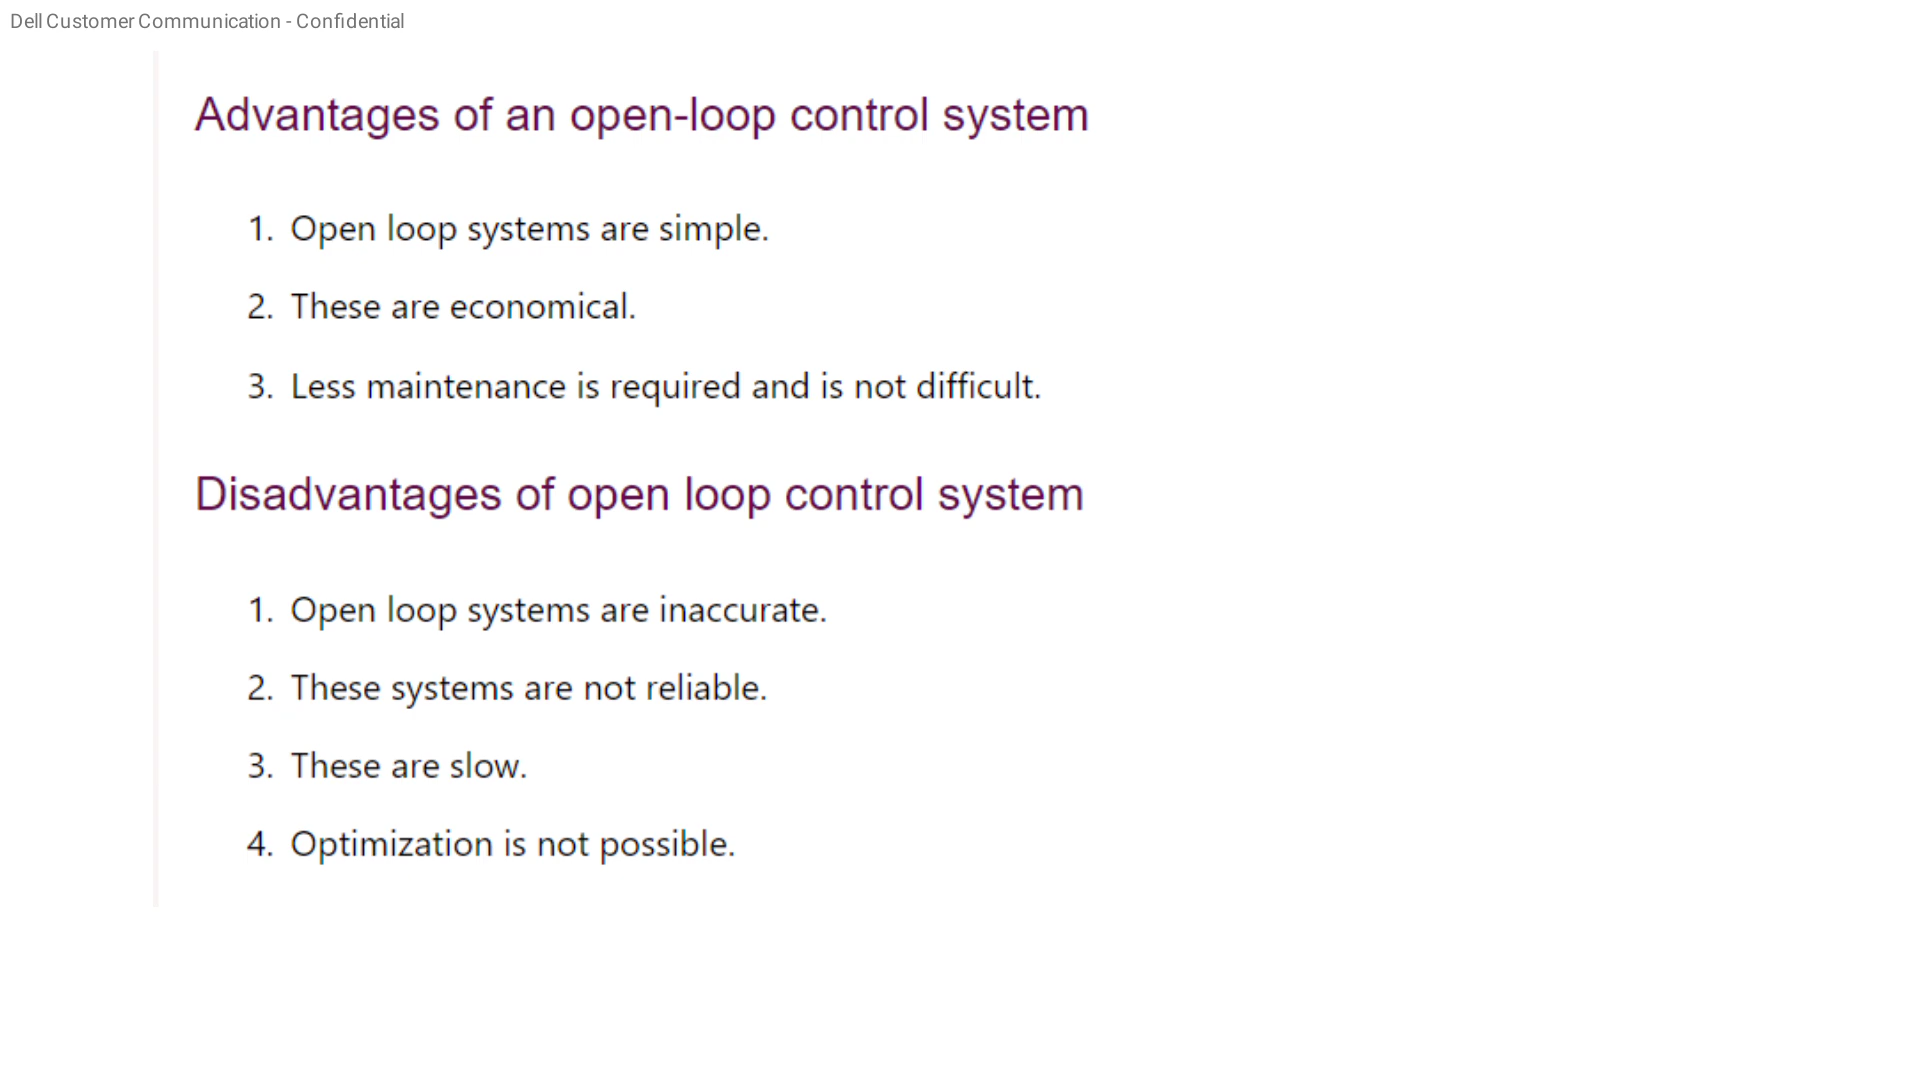 Dell Customer Communication - Confidential
Advantages of an open-loop control system
1. Open loop systems are simple.
2. These are economical.
3. Less maintenance is required and is not difficult.
Disadvantages of open loop control system
1. Open loop systems are inaccurate.
2. These systems are not reliable.
3. These are slow.
4. Optimization is not possible.